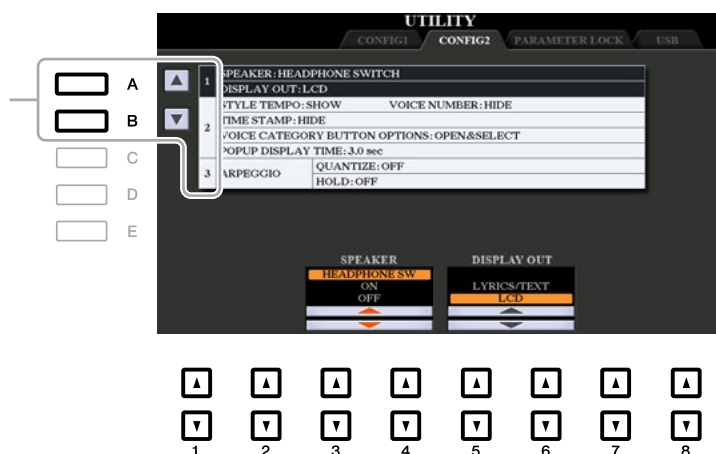 UTILITY
CONFIG1 CONFIG2 PARAMETER LOCK USB
A
B
C
D
E
1 SPEAKER:HEADPHONE SWITCH
DISPLAY OUT:LCD
2 STYLE TEMPO:SHOW VOICE NUMBER:HIDE
TIME STAMP:HIDE
VOICE CATEGORY BUTTON OPTIONS:OPEN&SELECT
POPUP DISPLAY TIME:3.0 sec
3 ARPEGGIO QUANTIZE:OFF
HOLD:OFF
SPEAKER DISPLAY OUT
HEADPHONE SW
ON LYRICS/TEXT
OFF LCD
1 2 3 4 5 6 7 8